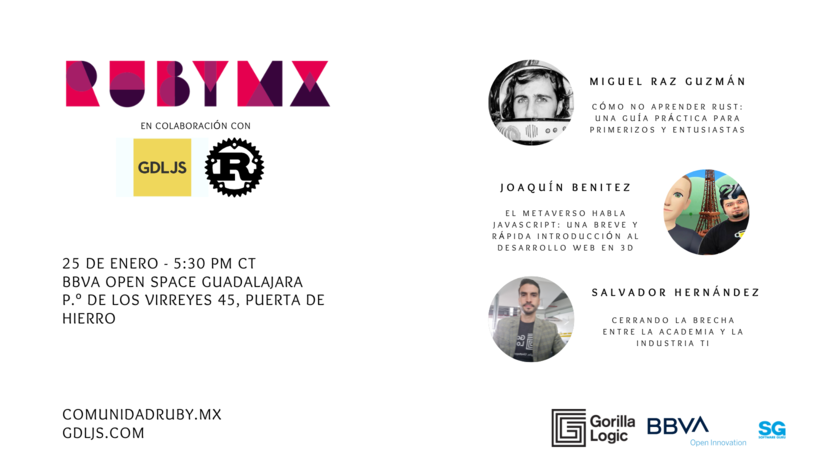 RUBYMX
EN COLABORACIÓN CON
GDLJS
R
25 DE ENERO - 5:30 PM CT
BBVA OPEN SPACE GUADALAJARA
P.º DE LOS VIRREYES 45, PUERTA DE
HIERRO
COMUNIDADRUBY.MX
GDLJS.COM
MIGUEL RAZ GUZMÁN
CÓMO NO APRENDER RUST:
UNA GUÍA PRÁCTICA PARA
PRIMERIZOS Y ENTUSIASTAS
JOAQUÍN BENITEZ
EL METAVERSO HABLA
JAVASCRIPT: UNA BREVE Y
RÁPIDA INTRODUCCIÓN AL
DESARROLLO WEB EN 3D
SALVADOR HERNÁNDEZ
CERRANDO LA BRECHA
ENTRE LA ACADEMIA Y LA
INDUSTRIA TI
Gorilla
Logic
BBVA
Open Innovation
SG